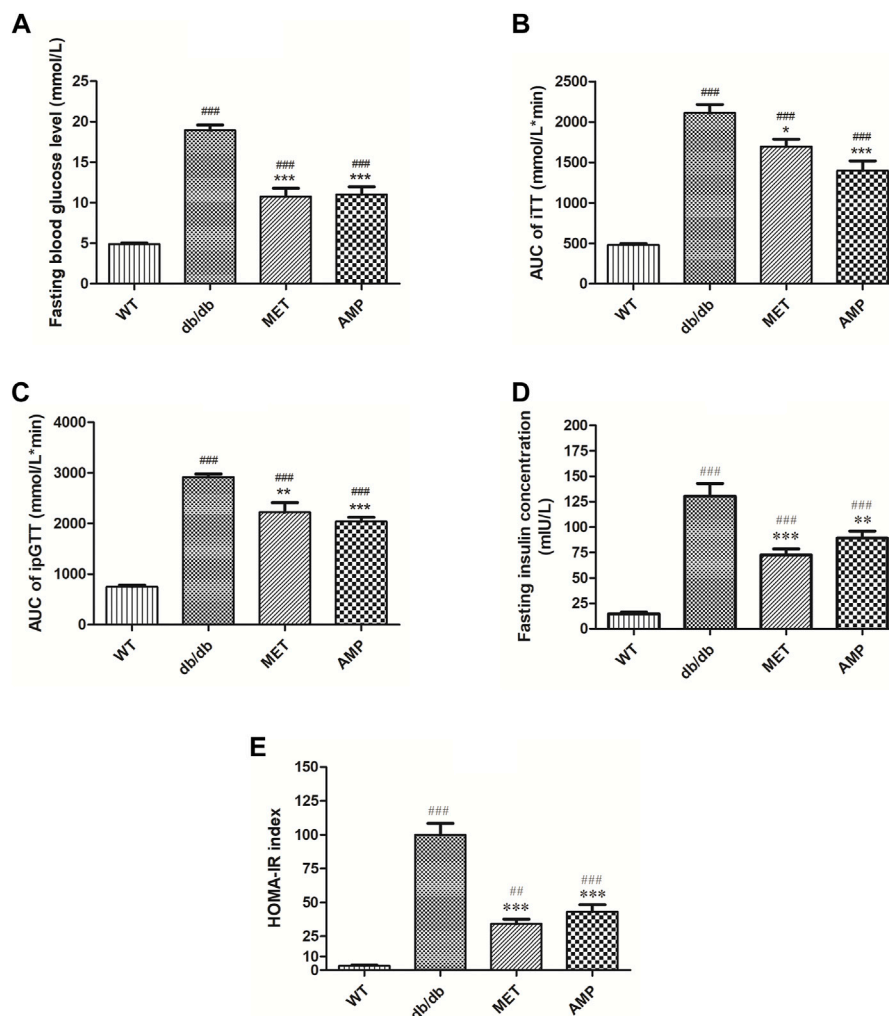 A
Fasting blood glucose level (mmol/L)
25
20
15
10
5
0
###
###
***
###
***
WT
db/db
MET
AMP
B
AUC of iTT (mmol/L*min)
2500
2000
1500
1000
500
0
###
###
*
###
***
WT
db/db
MET
AMP
C
AUC of ipGTT (mmol/L*min)
4000
3000
2000
1000
0
###
###
**
###
***
WT
db/db
MET
AMP
D
Fasting insulin concentration
(mIU/L)
200
175
150
125
100
75
50
25
0
###
###
***
###
**
WT
db/db
MET
AMP
E
HOMA-IR index
150
125
100
75
50
25
10
0
###
##
***
###
***
WT
db/db
MET
AMP